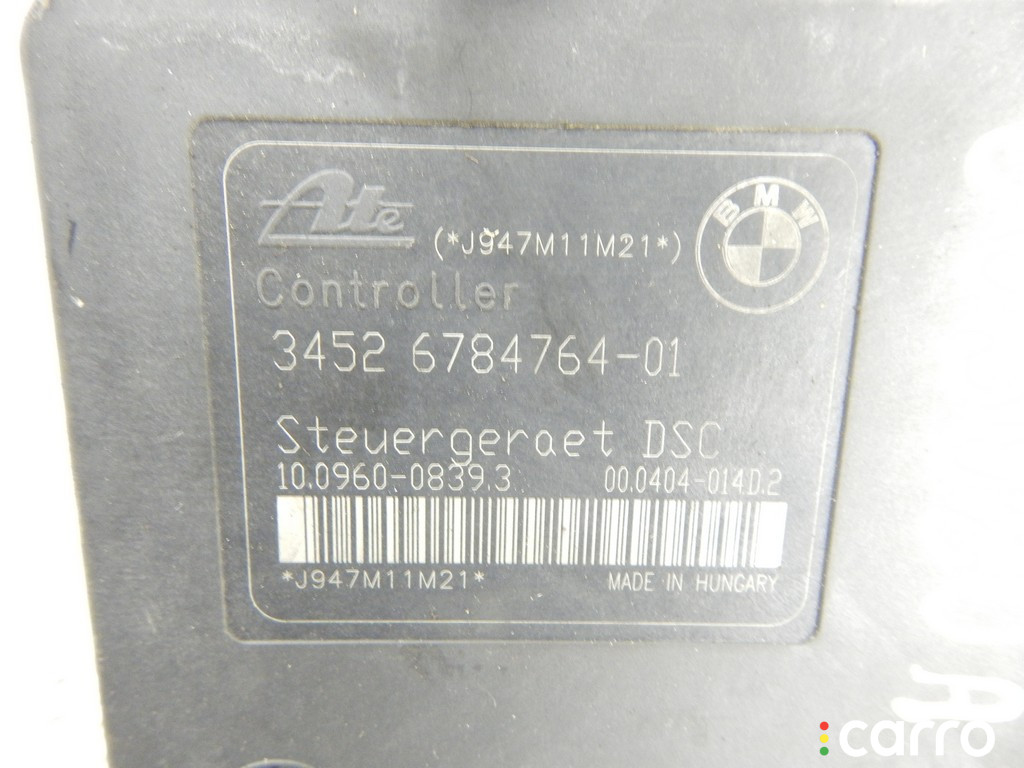 Ate
(*J947M11M21*)
BMW
Controller
3452 6784764-01
Steuergeraet DSC
10.0960-0839.3 00.0404-014D.2
*J947M11M21*
MADE IN HUNGARY
carro